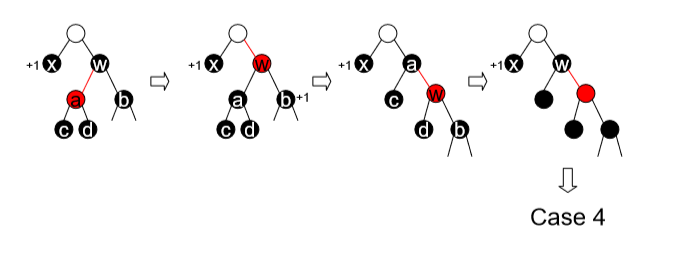 +1 x w
a b
c d
+1 x w
a b +1
c d
+1 x a
c w
d b
+1 x w
Case 4